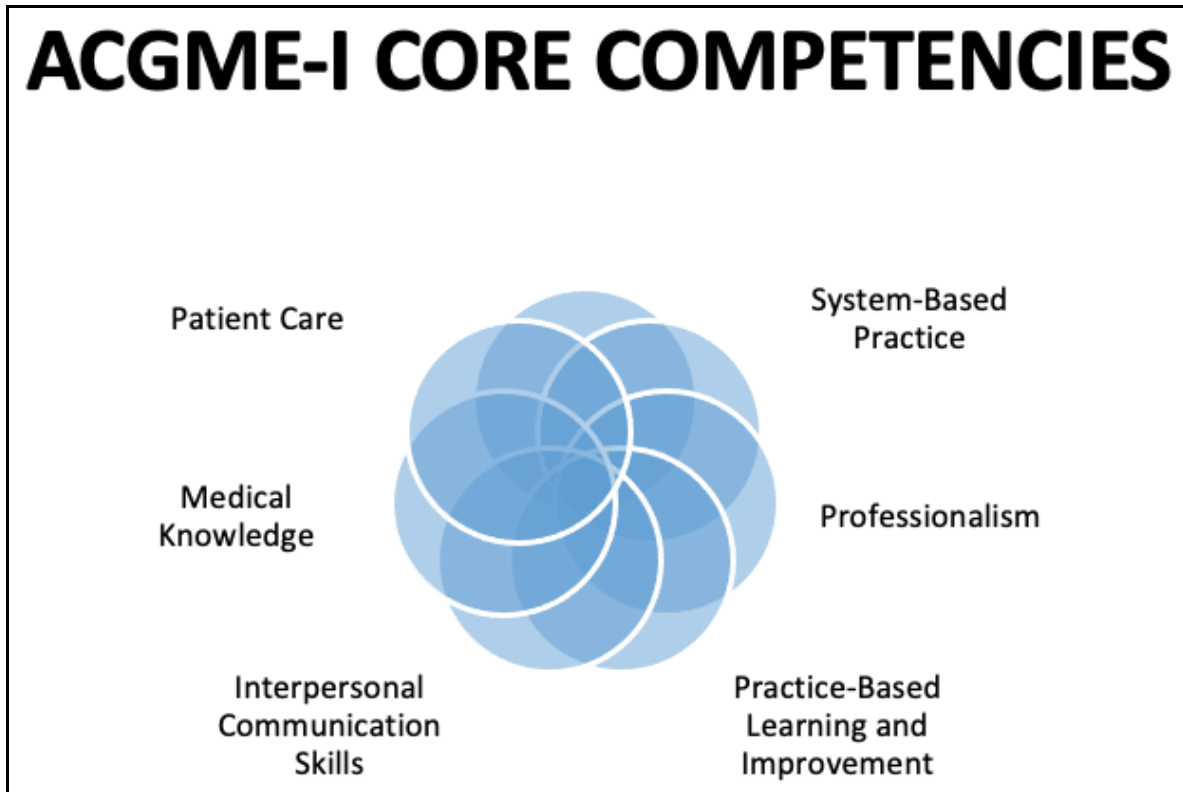 ACGME-I CORE COMPETENCIES
Patient Care
System-Based
Practice
Medical
Knowledge
Professionalism
Interpersonal
Communication
Skills
Practice-Based
Learning and
Improvement